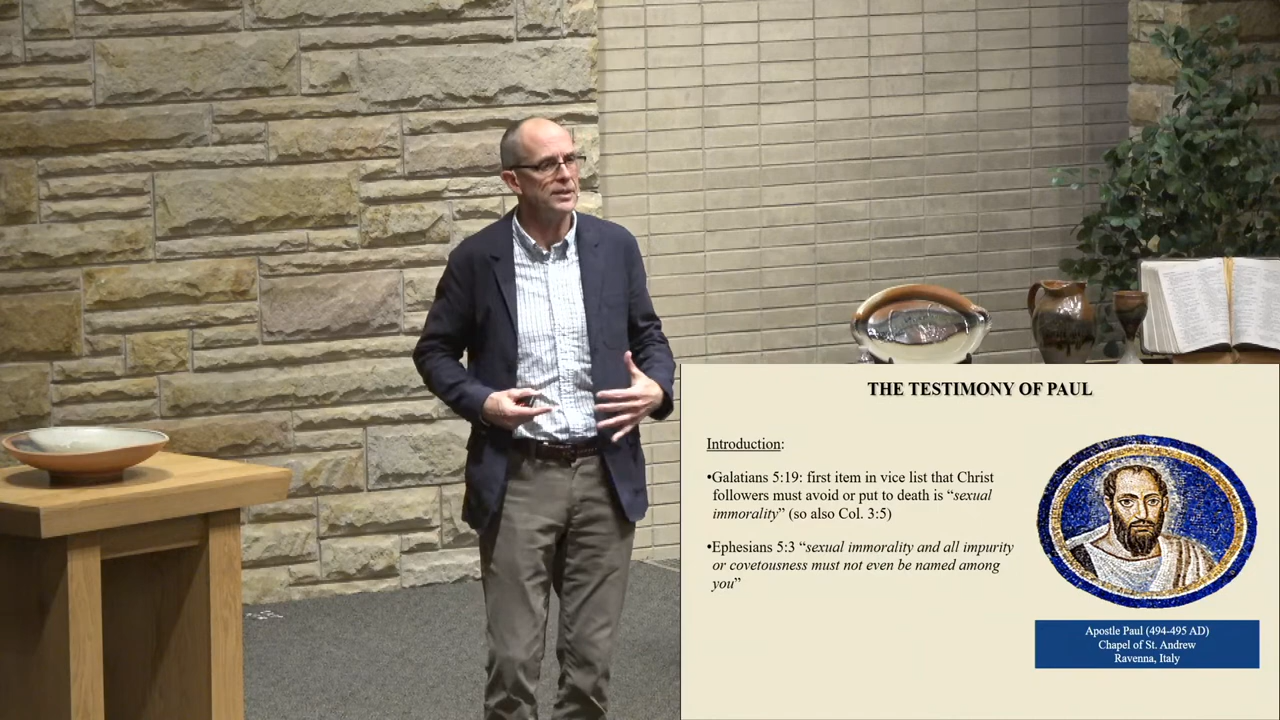 THE TESTIMONY OF PAUL
Introduction:
•Galatians 5:19: first item in vice list that Christ
followers must avoid or put to death is “sexual
immorality” (so also Col. 3:5)
•Ephesians 5:3 “sexual immorality and all impurity
or covetousness must not even be named among
you”
Apostle Paul (494-495 AD)
Chapel of St. Andrew
Ravenna, Italy